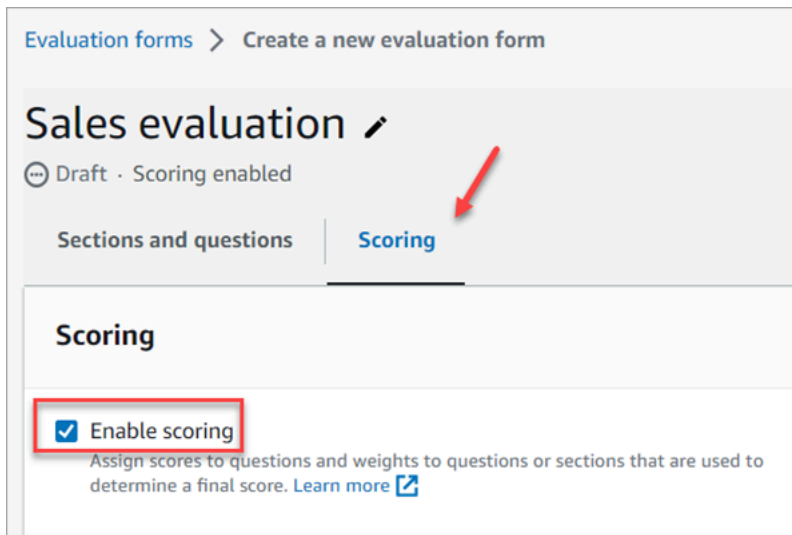 Evaluation forms > Create a new evaluation form
Sales evaluation
Draft · Scoring enabled
Sections and questions Scoring
Scoring
Enable scoring
Assign scores to questions and weights to questions or sections that are used to
determine a final score. Learn more